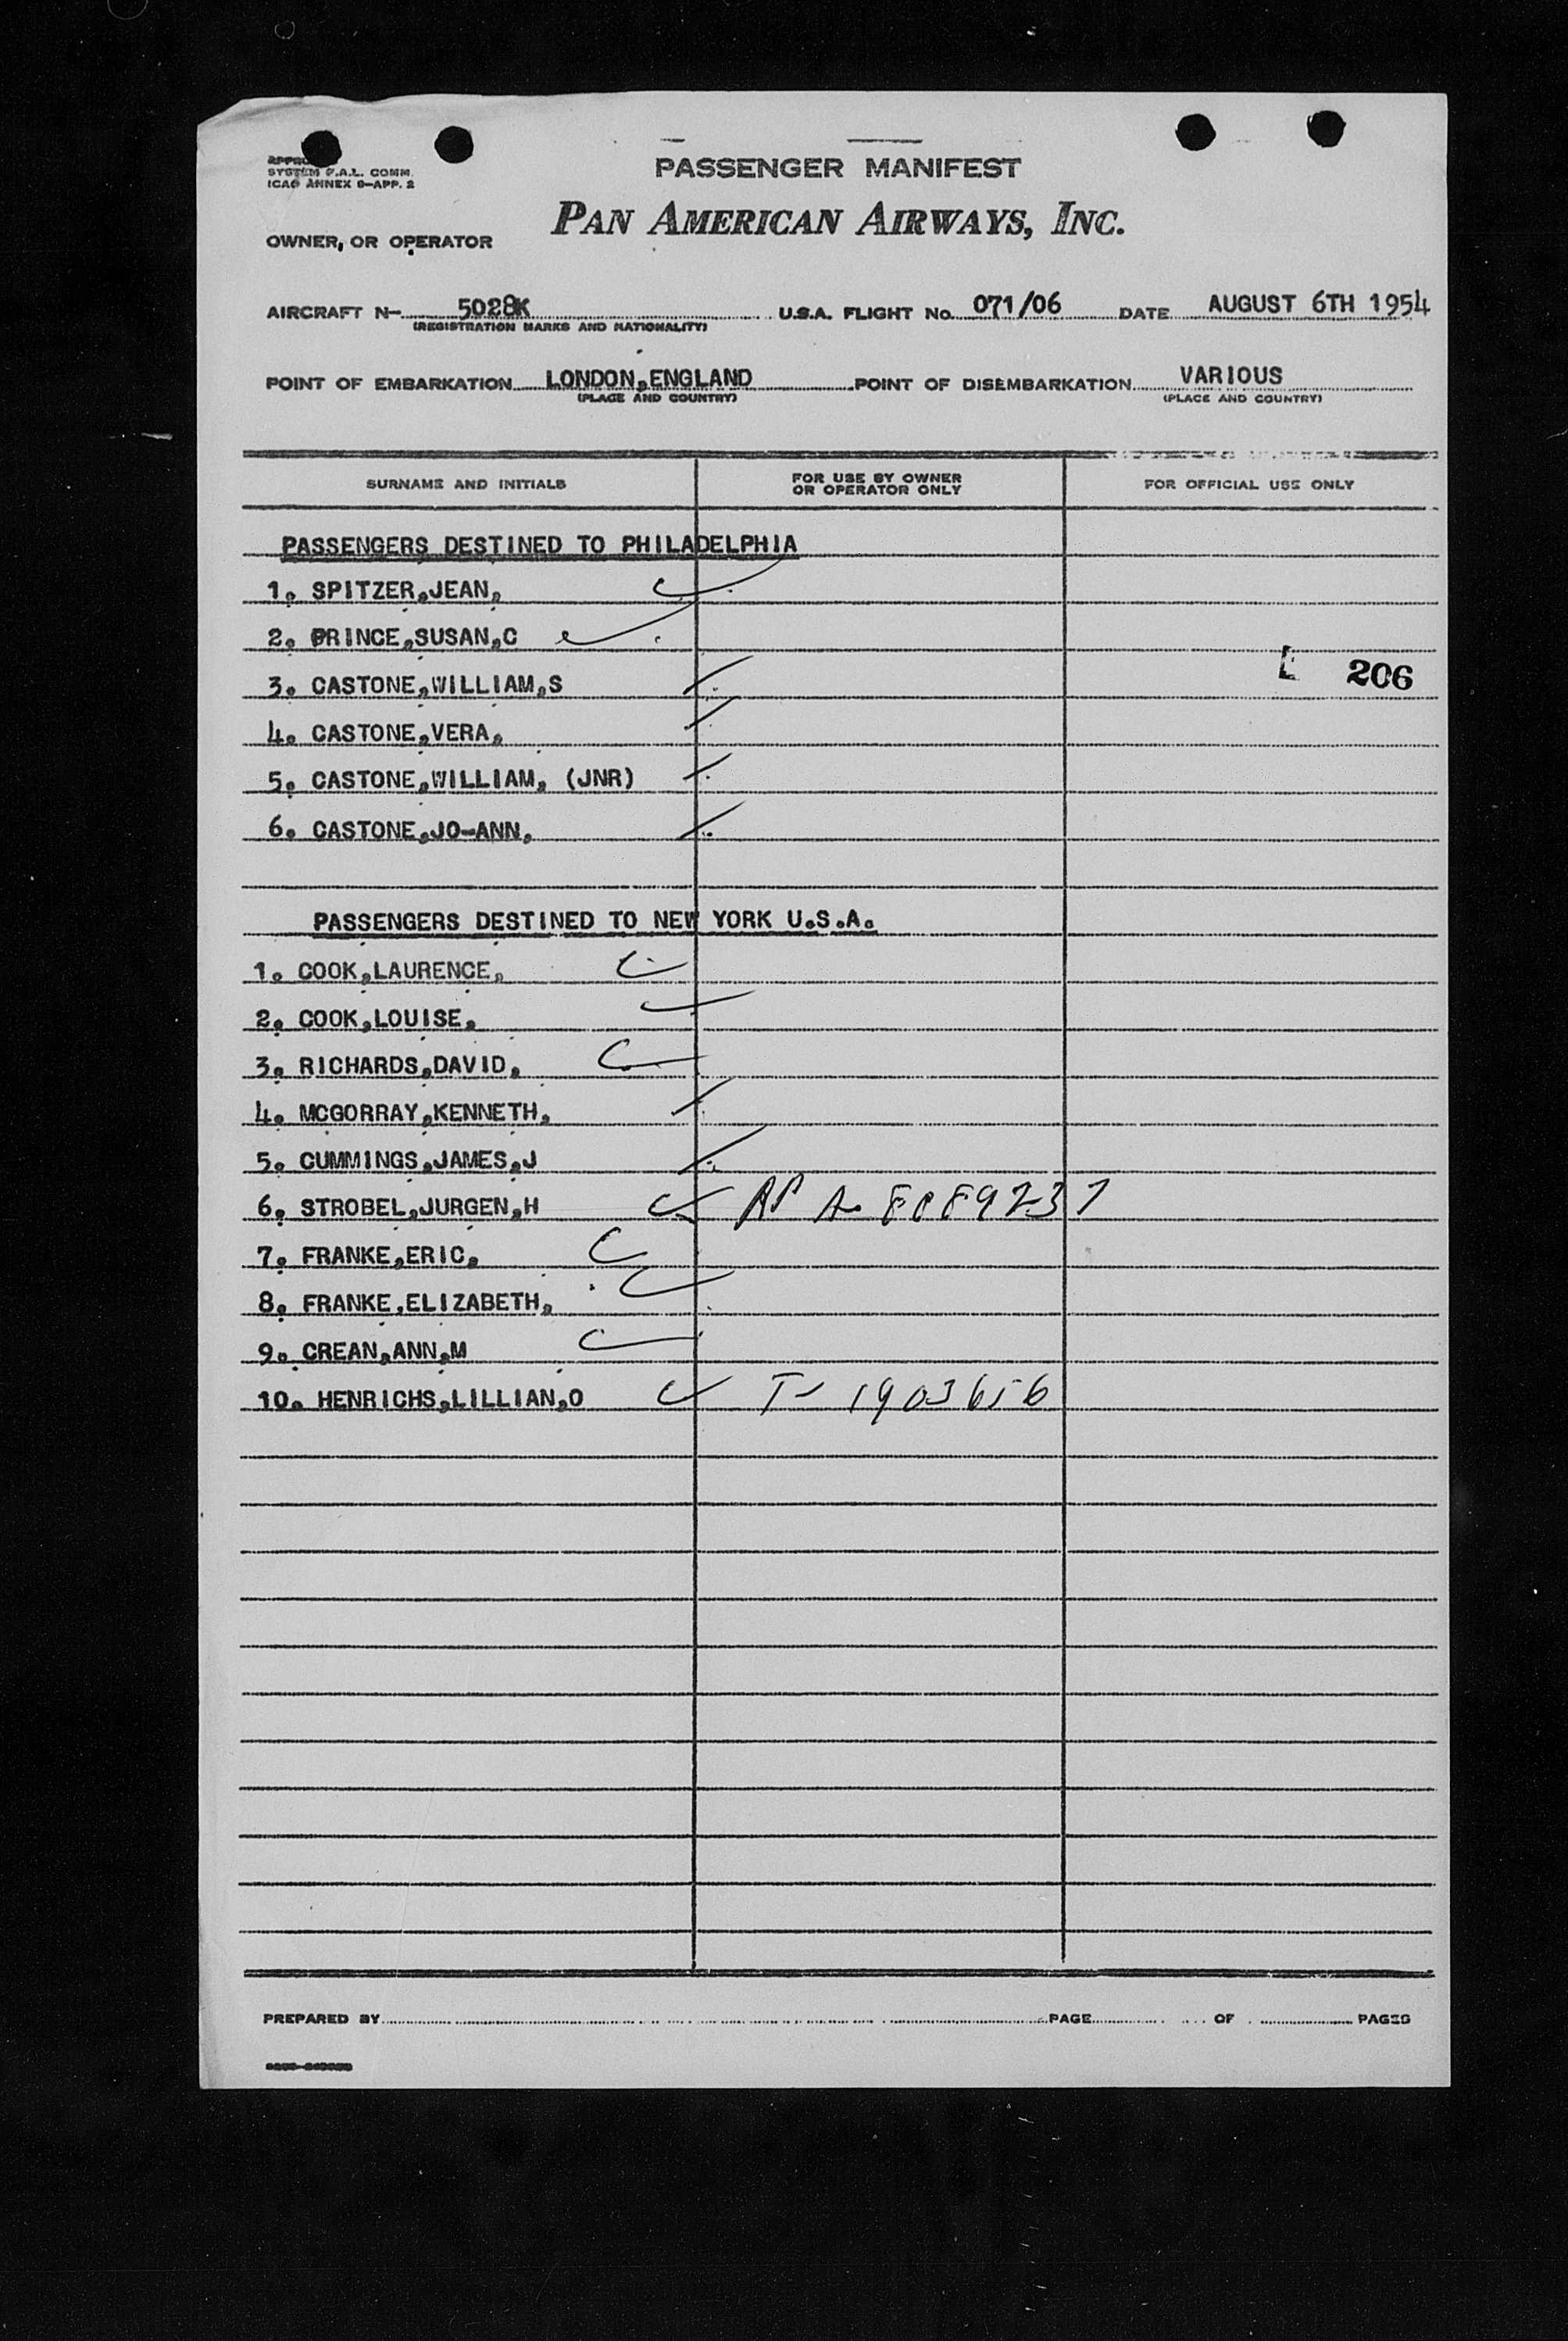 PASSENGER MANIFEST
SYSTEM F.A.L. COMM.
ICAO ANNEX 9-APP. 2
PAN AMERICAN AIRWAYS, INC.
OWNER, OR OPERATOR
AIRCRAFT N- 5028K U.S.A. FLIGHT No. 071/06 DATE AUGUST 6TH 1954
(REGISTRATION MARKS AND NATIONALITY)
POINT OF EMBARKATION LONDON,ENGLAND POINT OF DISEMBARKATION VARIOUS
(PLACE AND COUNTRY) (PLACE AND COUNTRY)
SURNAME AND INITIALS FOR USE BY OWNER OR OPERATOR ONLY FOR OFFICIAL USE ONLY
PASSENGERS DESTINED TO PHILADELPHIA
1. SPITZER,JEAN,
2. PRINCE,SUSAN,C
3. CASTONE,WILLIAM,S 206
4. CASTONE,VERA,
5. CASTONE,WILLIAM, (JNR)
6. CASTONE,JO-ANN,
PASSENGERS DESTINED TO NEW YORK U.S.A.
1. COOK,LAURENCE,
2. COOK,LOUISE,
3. RICHARDS,DAVID,
4. MCGORRAY,KENNETH,
5. CUMMINGS,JAMES,J
6. STROBEL,JURGEN,H
7. FRANKE,ERIC,
8. FRANKE,ELIZABETH,
9. CREAN,ANN,M
10. HENRICHS,LILLIAN,O T- 1903656
PREPARED BY PAGE OF PAGES